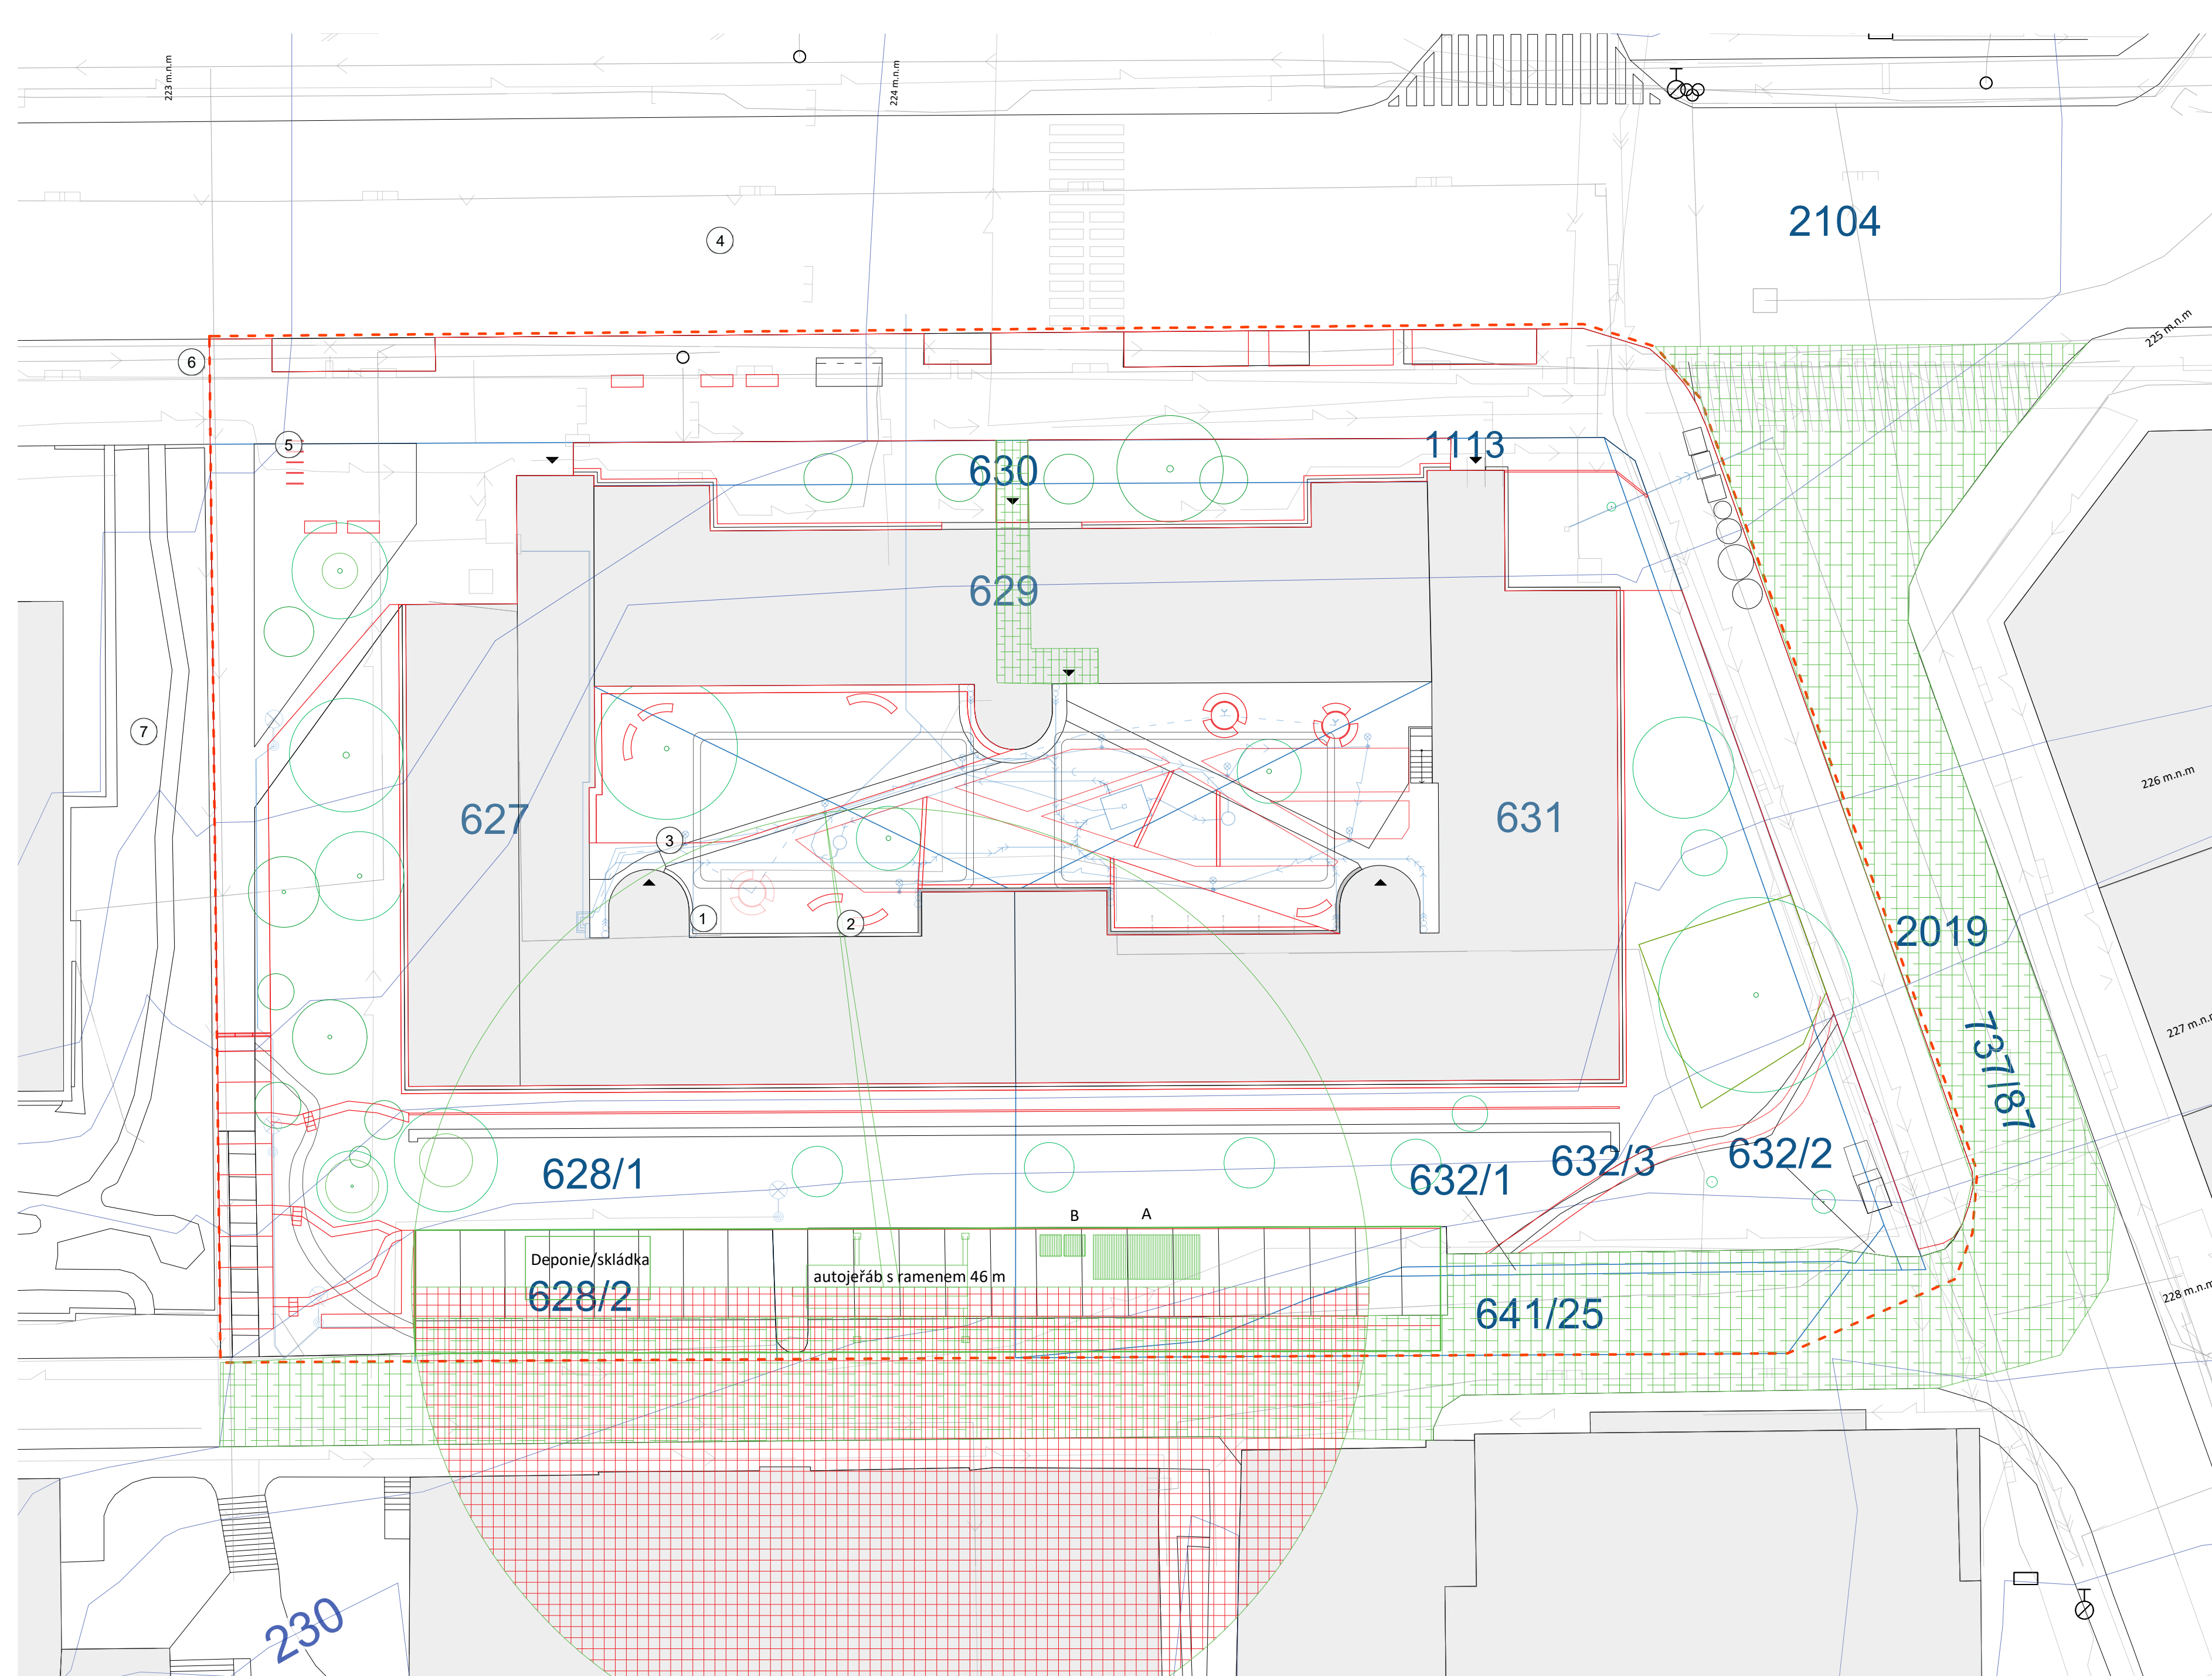 223 m.n.m
224 m.n.m
2104
4
225 m.n.m
6
5
1113
630
629
7
226 m.n.m
627
631
3
1
2
2019
227 m.n.m
737/87
628/1
632/1
632/3
632/2
B
A
Deponie/skládka
autojeřáb s ramenem 46 m
628/2
641/25
228 m.n.m
230